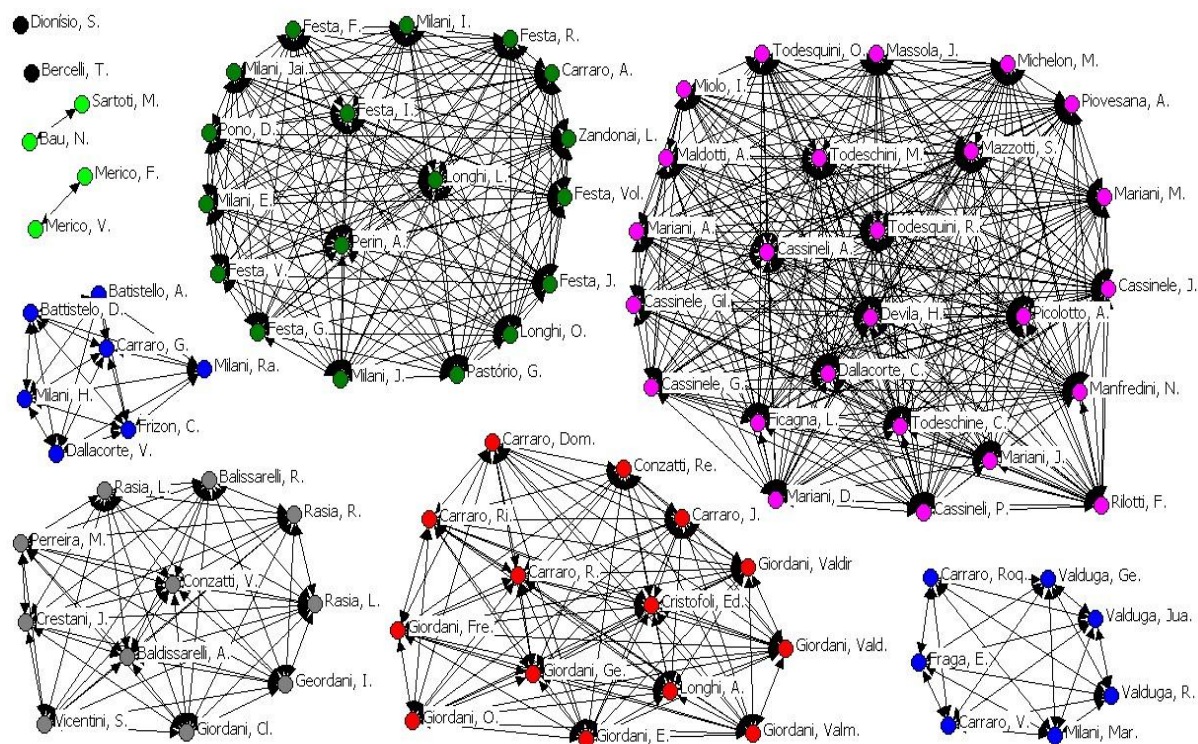 Dionísio, S.
Bercelli, T.
Sartoti, M.
Bau, N.
Merico, F.
Merico, V.
Festa, F.
Milani, I.
Festa, R.
Milani, Jai.
Carraro, A.
Festa, I.
Pono, D.
Zandonai, L.
Longhi, L.
Milani, E.
Festa, Vol.
Perin, A.
Festa, V.
Festa, J.
Festa, G.
Longhi, O.
Milani, J.
Pastório, G.
Todesquini, O.
Massola, J.
Michelon, M.
Miolo, I.
Piovesana, A.
Maldotti, A.
Todeschini, M.
Mazzotti, S.
Mariani, M.
Mariani, A.
Todesquini, R.
Cassineli, A.
Cassinele, J.
Cassinele, Gil.
Devila, H.
Picolotto, A.
Dallacorte, C.
Cassinele, G.
Manfredini, N.
Ficagna, L.
Todeschine, C.
Mariani, J.
Mariani, D.
Cassineli, P.
Rilotti, F.
Batistello, A.
Battistelo, D.
Carraro, G.
Milani, Ra.
Milani, H.
Frizon, C.
Dallacorte, V.
Rasia, L.
Balissarelli, R.
Rasia, R.
Perreira, M.
Conzatti, V.
Rasia, L.
Crestani, J.
Baldissarelli, A.
Geordani, I.
Vicentini, S.
Giordani, Cl.
Carraro, Dom.
Conzatti, Re.
Carraro, Ri.
Carraro, J.
Giordani, Valdir
Carraro, R.
Cristofoli, Ed.
Giordani, Fre.
Giordani, Vald.
Giordani, Ge.
Longhi, A.
Giordani, O.
Giordani, E.
Giordani, Valm.
Carraro, Roq.
Valduga, Ge.
Valduga, Jua.
Fraga, E.
Valduga, R.
Carraro, V.
Milani, Mar.